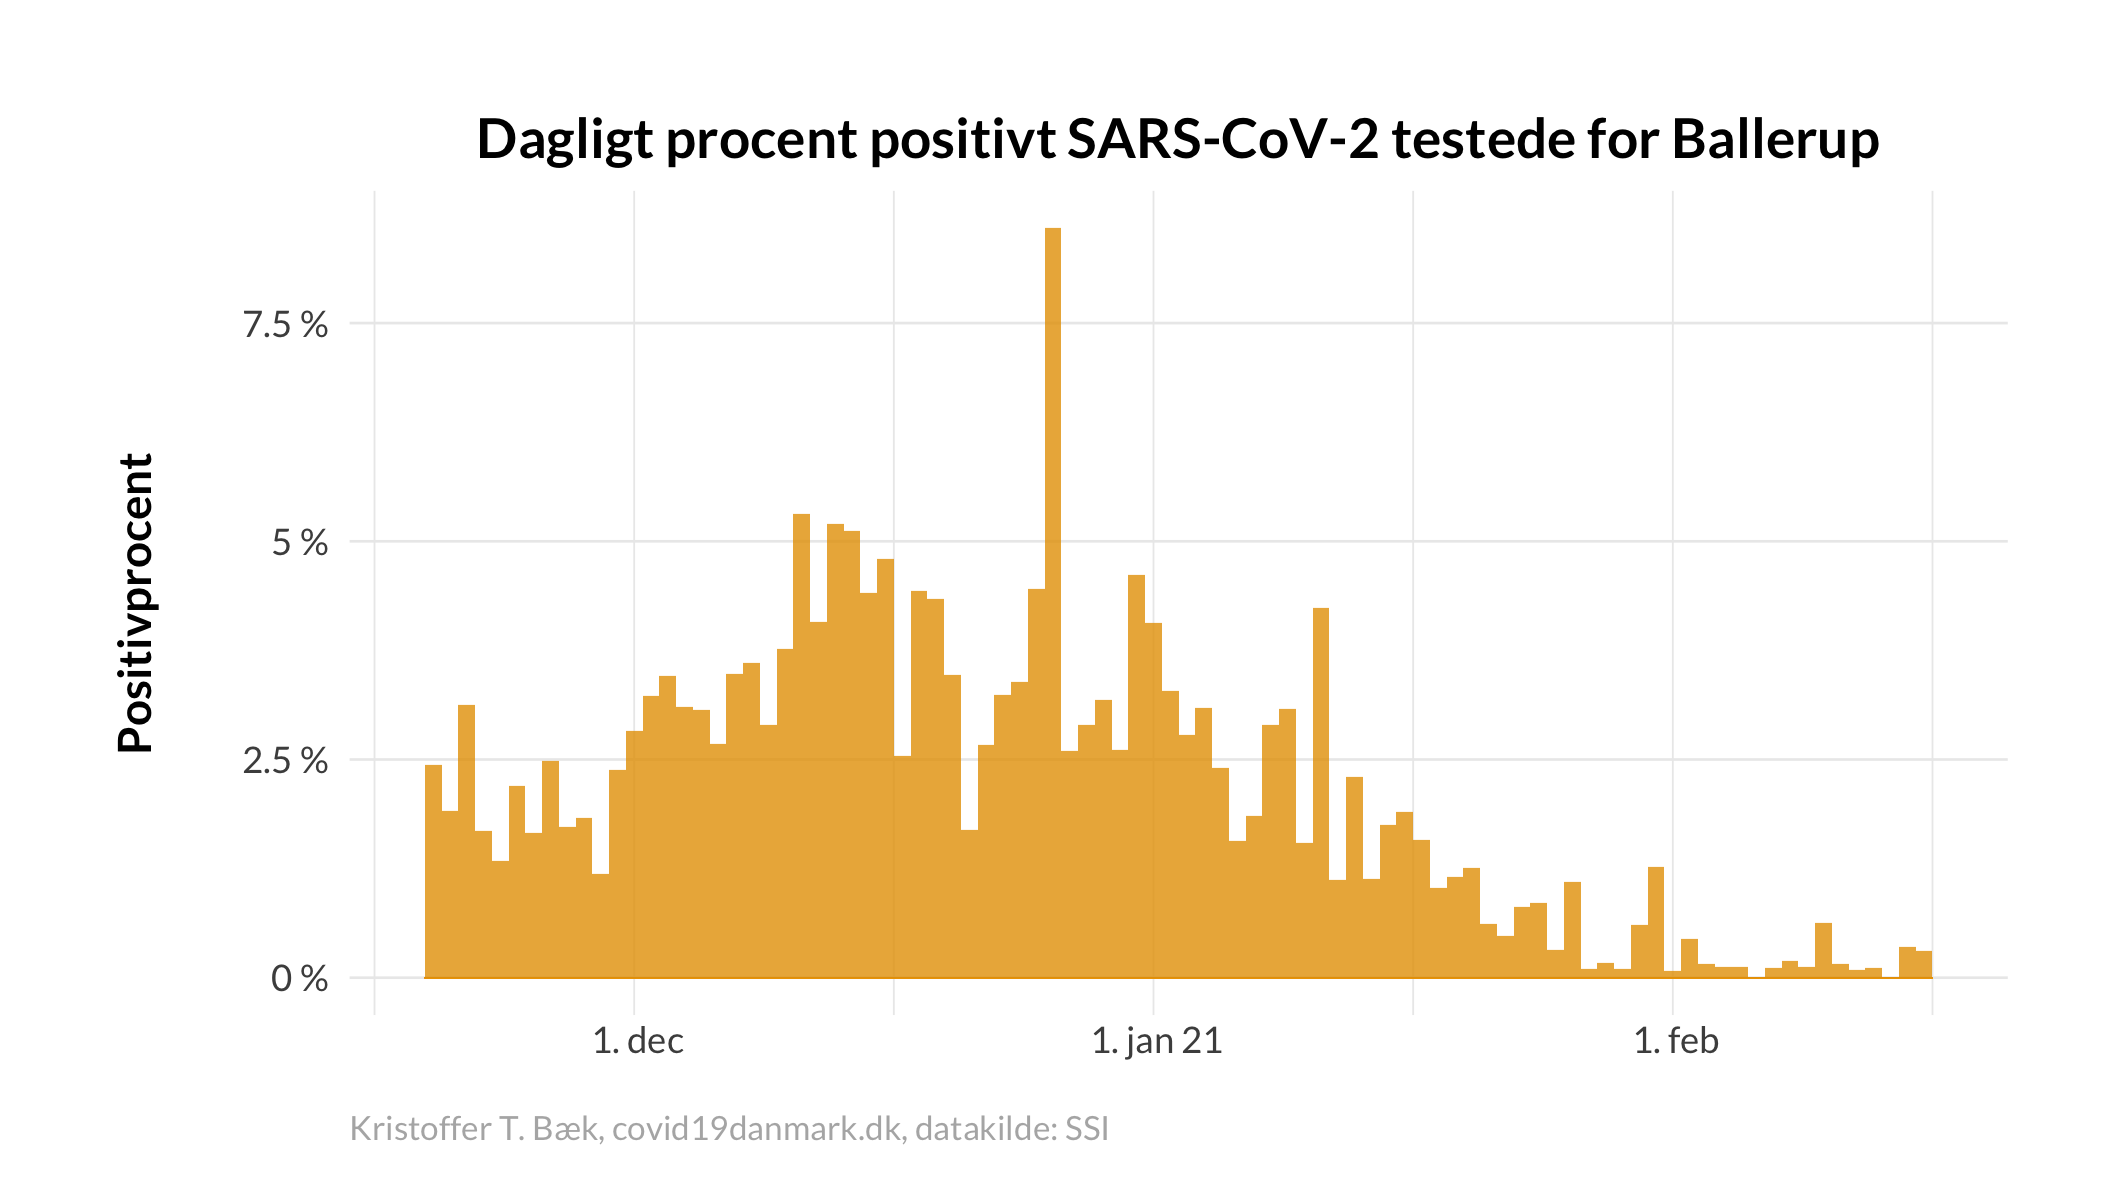 Dagligt procent positivt SARS-CoV-2 testede for Ballerup
Positivprocent
7.5 %
5 %
2.5 %
0 %
1. dec
1. jan 21
1. feb
Kristoffer T. Bæk, covid19danmark.dk, datakilde: SSI